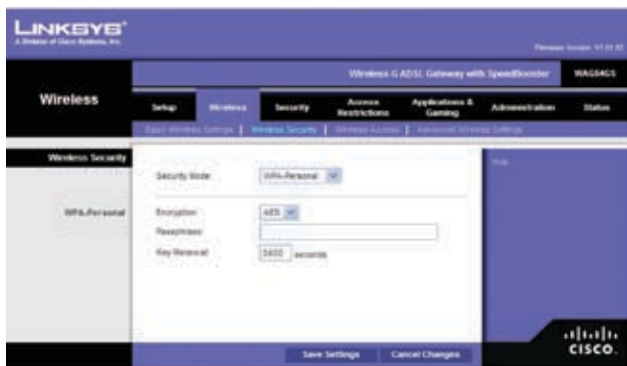 LINKSYS®
A Division of Cisco Systems, Inc.
Wireless-G ADSL Gateway with SpeedBooster
WAG54GS
Wireless
Setup
Wireless
Security
Access Restrictions
Applications & Gaming
Administration
Status
Basic Wireless Settings | Wireless Security | Wireless Access | Advanced Wireless Settings
Wireless Security
Security Mode: WPA-Personal
WPA-Personal
Encryption: AES
Passphrase:
Key Renewal: 3600 seconds
Help...
Save Settings
Cancel Changes
CISCO.